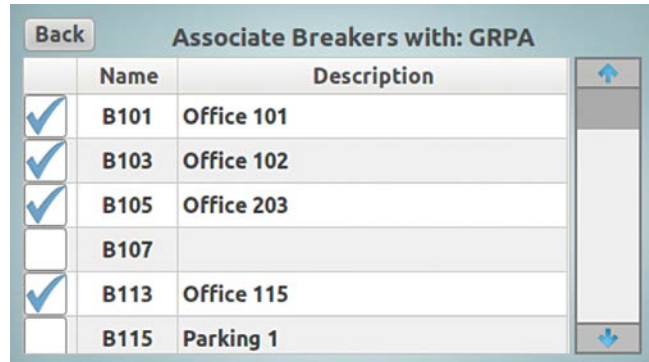 Back Associate Breakers with: GRPA
Name Description
B101 Office 101
B103 Office 102
B105 Office 203
B107
B113 Office 115
B115 Parking 1